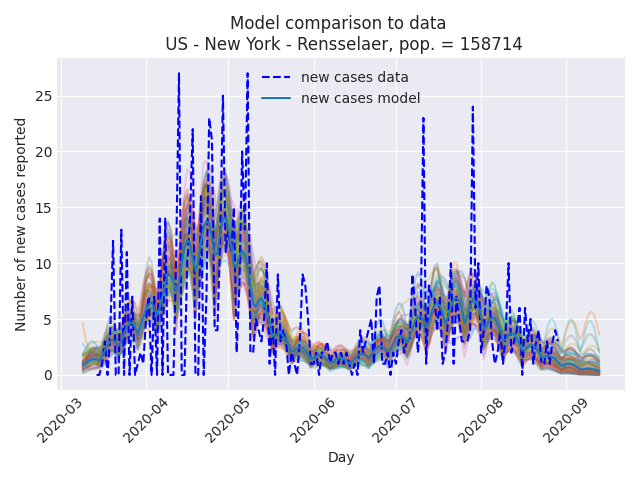 Model comparison to data
US - New York - Rensselaer, pop. = 158714
new cases data
new cases model
Number of new cases reported
25
20
15
10
5
0
2020-03
2020-04
2020-05
2020-06
2020-07
2020-08
2020-09
Day